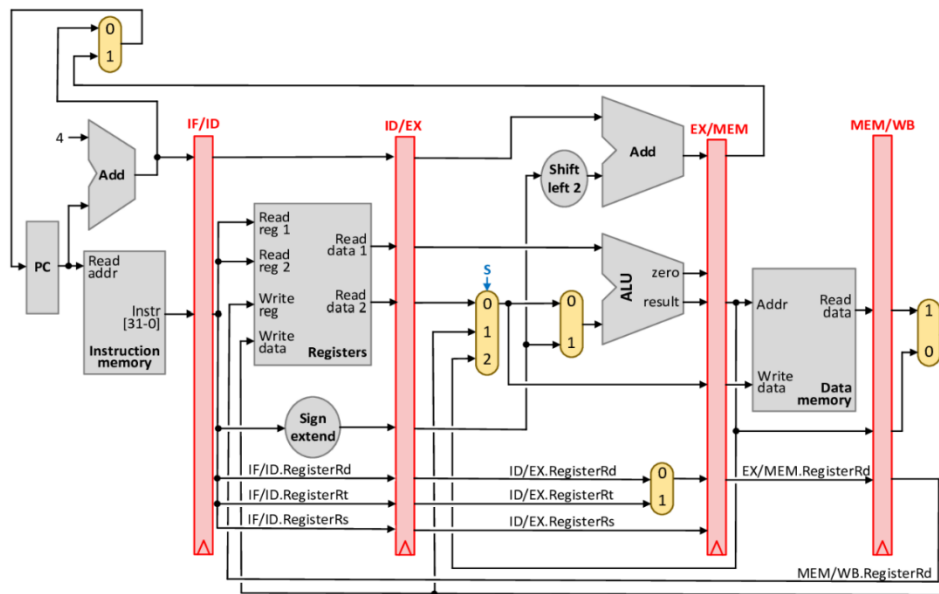 0
1
IF/ID
ID/EX
EX/MEM
MEM/WB
4
Add
Add
Shift
left 2
PC
Read
addr
Instr
[31-0]
Instruction
memory
Read
reg 1
Read
reg 2
Write
reg
Write
data
Read
data 1
Read
data 2
Registers
S
0
1
2
0
1
ALU
zero
result
Addr
Read
data
Write
data
Data
memory
1
0
Sign
extend
IF/ID.RegisterRd
IF/ID.RegisterRt
IF/ID.RegisterRs
ID/EX.RegisterRd
ID/EX.RegisterRt
ID/EX.RegisterRs
0
1
EX/MEM.RegisterRd
MEM/WB.RegisterRd